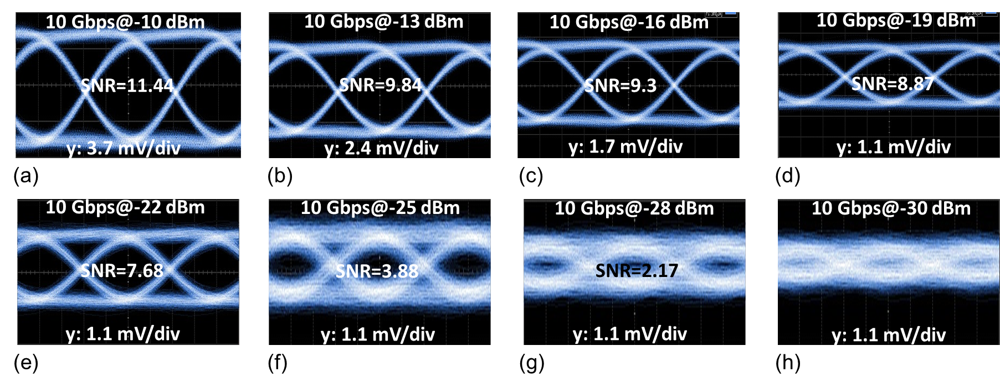 10 Gbps@-10 dBm
SNR=11.44
y: 3.7 mV/div
(a)
10 Gbps@-13 dBm
SNR=9.84
y: 2.4 mV/div
(b)
10 Gbps@-16 dBm
SNR=9.3
y: 1.7 mV/div
(c)
10 Gbps@-19 dBm
SNR=8.87
y: 1.1 mV/div
(d)
10 Gbps@-22 dBm
SNR=7.68
y: 1.1 mV/div
(e)
10 Gbps@-25 dBm
SNR=3.88
y: 1.1 mV/div
(f)
10 Gbps@-28 dBm
SNR=2.17
y: 1.1 mV/div
(g)
10 Gbps@-30 dBm
y: 1.1 mV/div
(h)